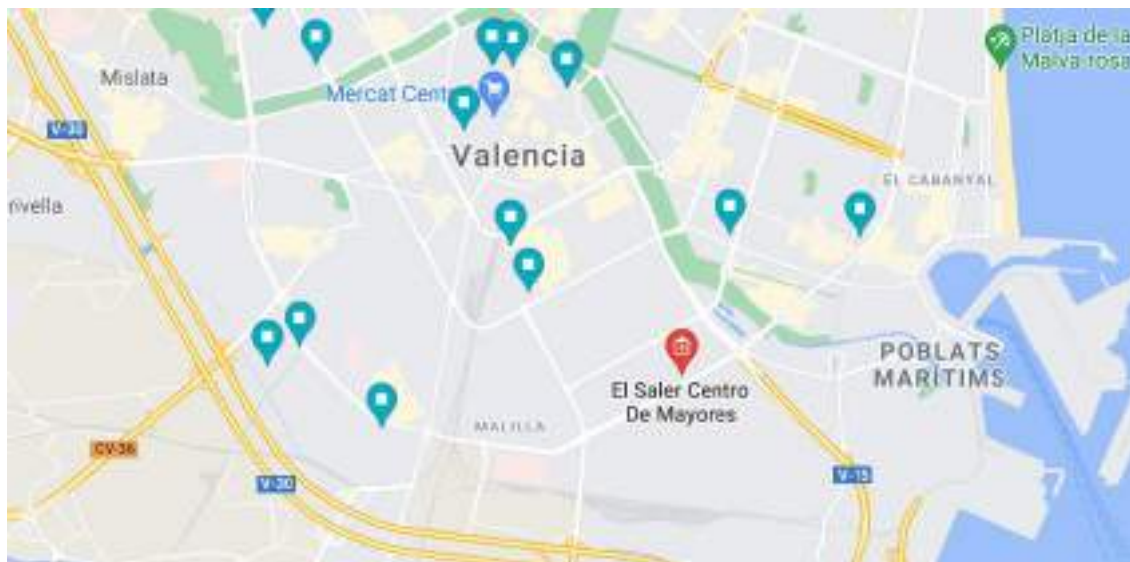 Platja de la
Malva-rosa
Mislata
Mercat Cent
V-30
Valencia
EL CABANYAL
rivella
POBLATS
MARÍTIMS
El Saler Centro
De Mayores
MALILLA
CV-36
V-30
V-15